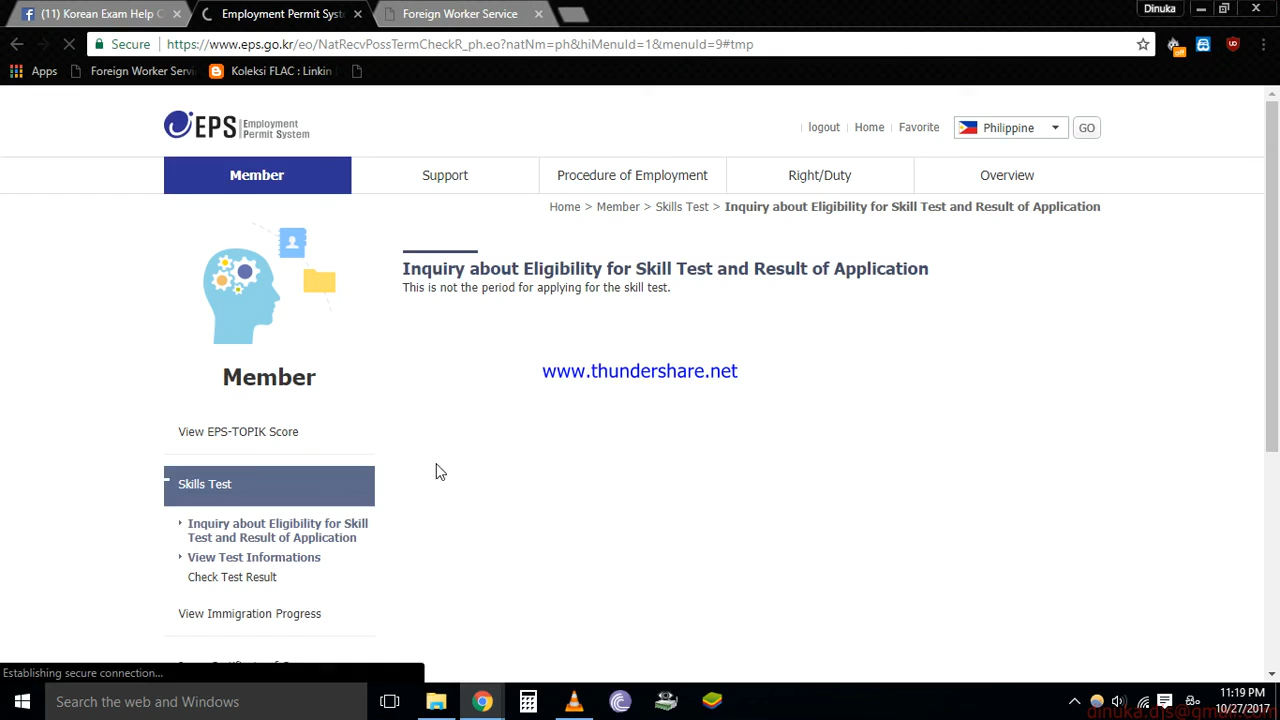 (11) Korean Exam Help C
Employment Permit Syst
Foreign Worker Service
Dinuka
Secure
https://www.eps.go.kr/eo/NatRecvPossTermCheckR_ph.eo?natNm=ph&hiMenuId=1&menuId=9#tmp
Apps
Foreign Worker Servi
Koleksi FLAC : Linkin
EPS Employment
Permit System
logout
Home
Favorite
Philippine
GO
Member
Support
Procedure of Employment
Right/Duty
Overview
Home > Member > Skills Test > Inquiry about Eligibility for Skill Test and Result of Application
Inquiry about Eligibility for Skill Test and Result of Application
This is not the period for applying for the skill test.
www.thundershare.net
Member
View EPS-TOPIK Score
Skills Test
Inquiry about Eligibility for Skill
Test and Result of Application
View Test Informations
Check Test Result
View Immigration Progress
Establishing secure connection...
Search the web and Windows
11:19 PM
10/27/2017
dinuka.djs@gmail.com